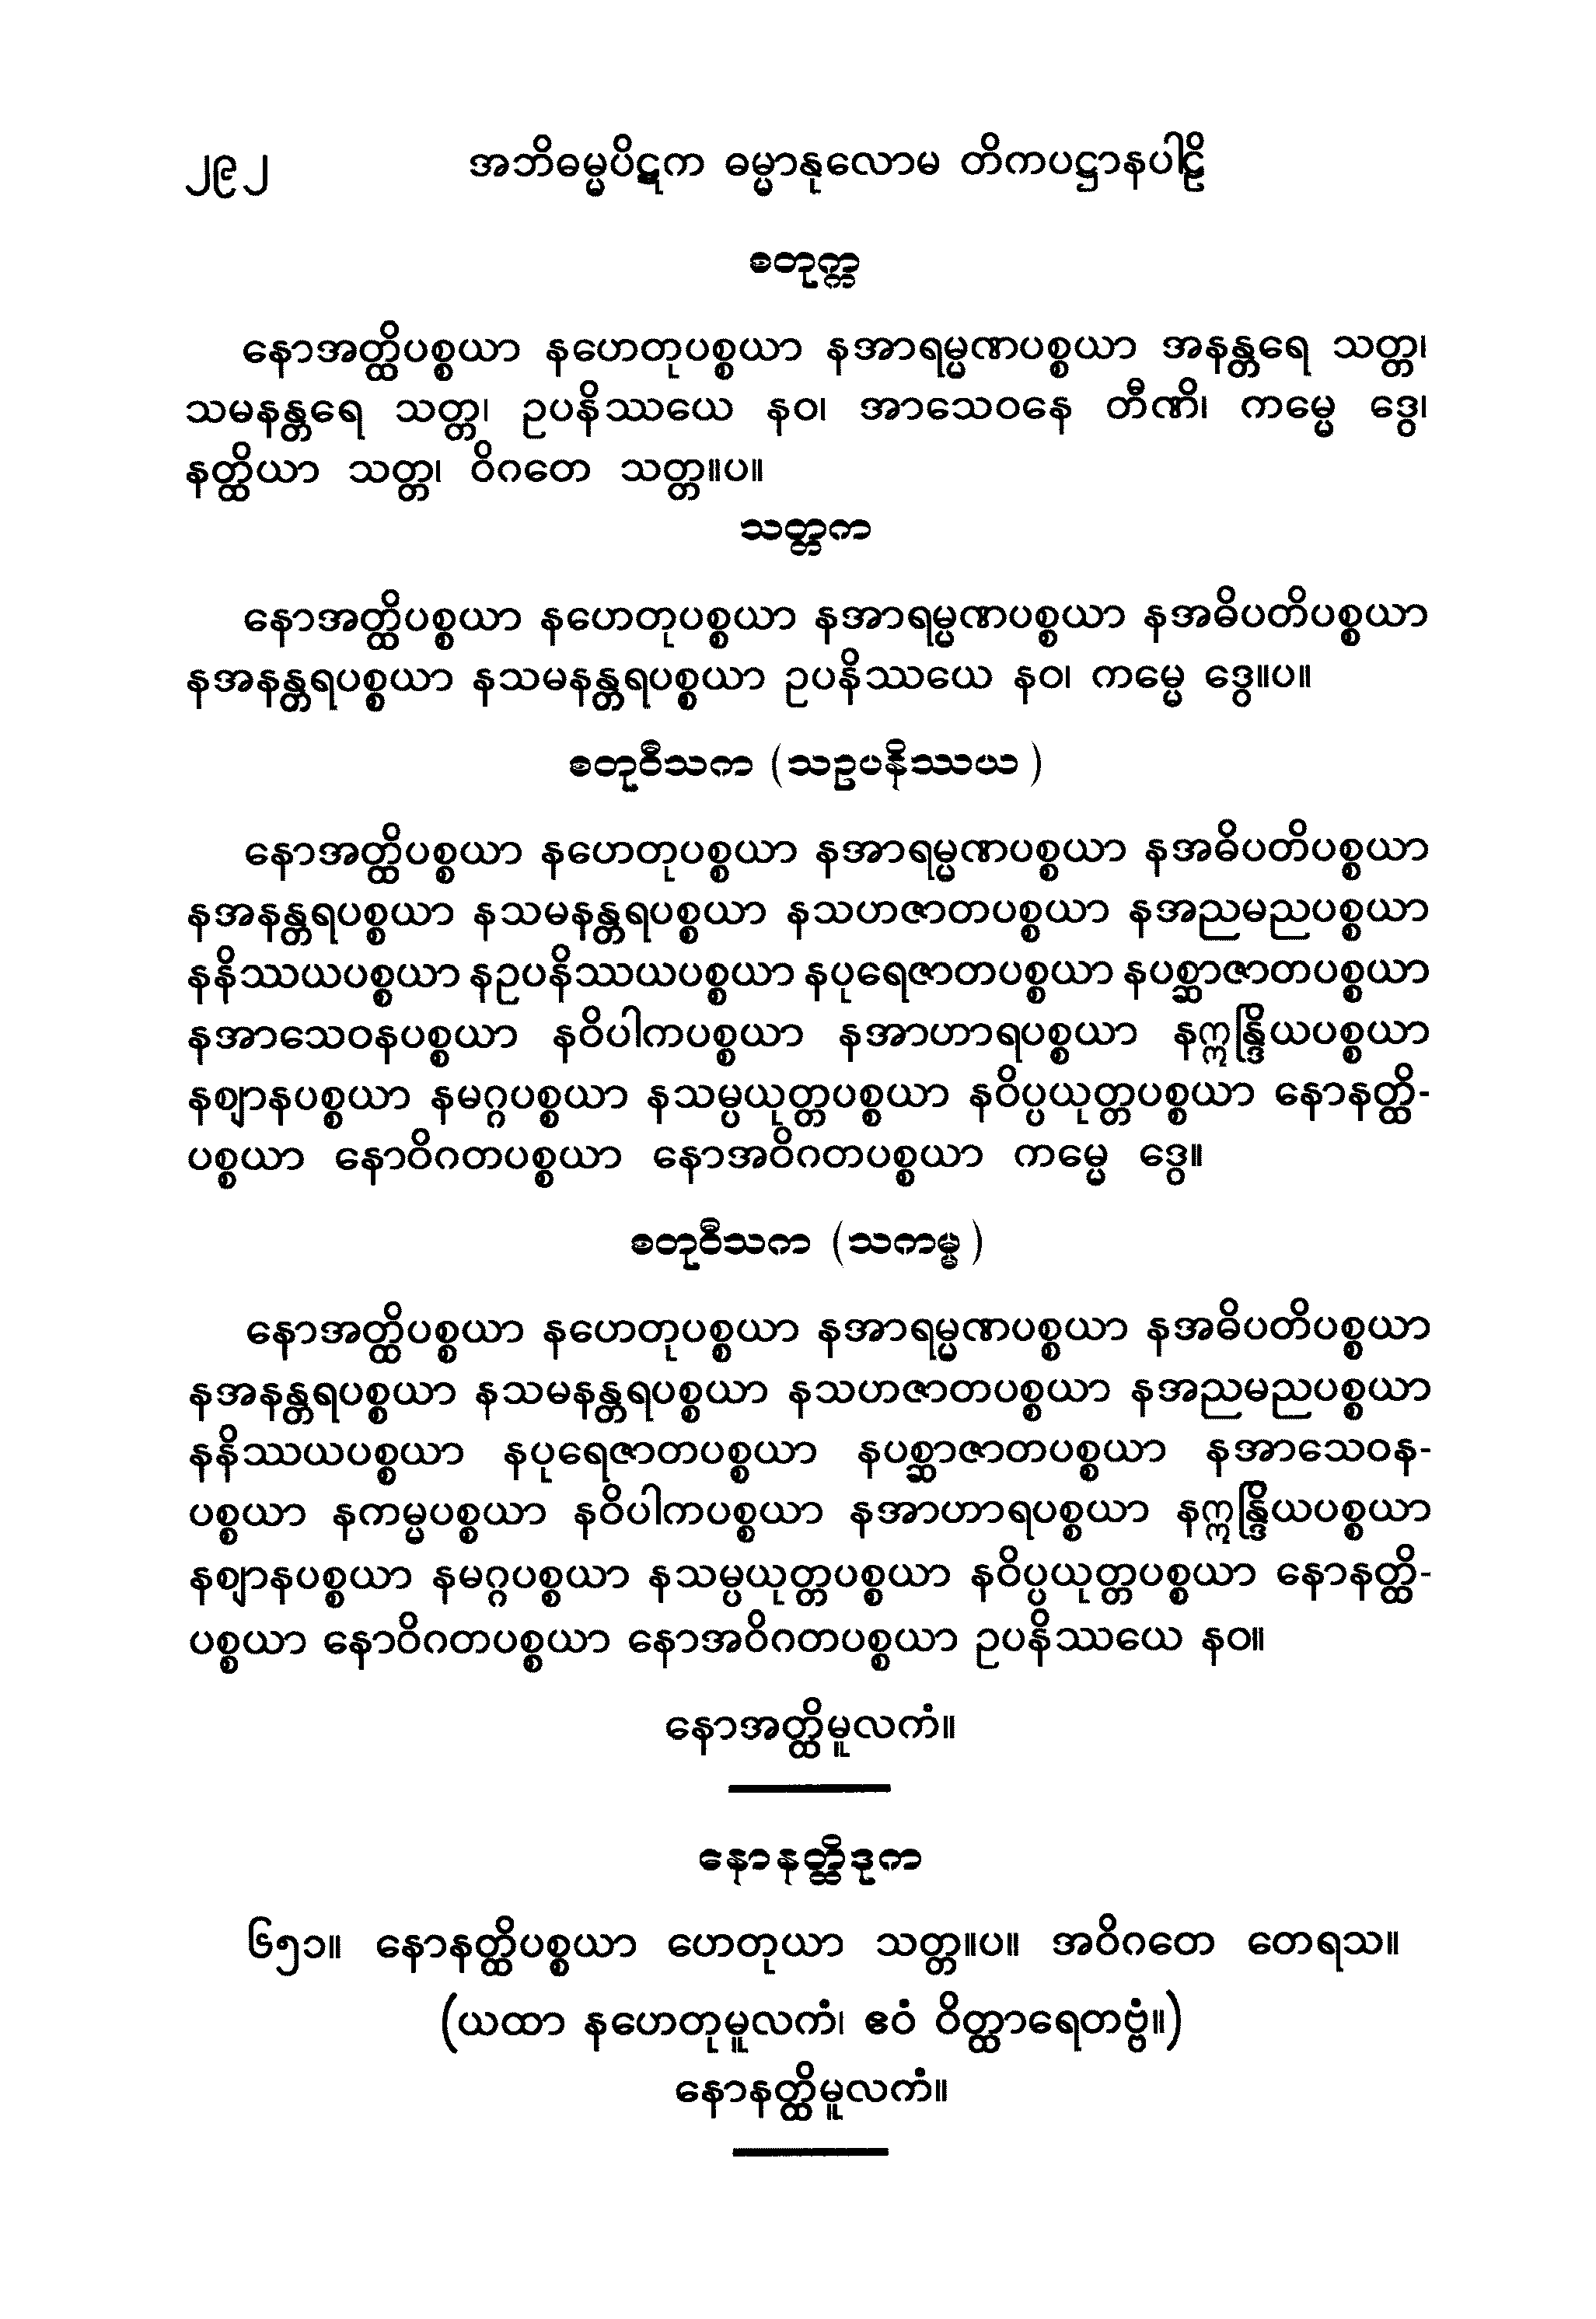 ၂၉၂ အဘိဓမ္မပိဋက ဓမ္မာနုလောမ တိကပဋ္ဌာနပါဠိ
စတုက္က
နောအတ္ထိပစ္စယာ နဟေတုပစ္စယာ နအာရမ္မဏပစ္စယာ အနန္တရေ သတ္တ၊
သမနန္တရေ သတ္တ၊ ဥပနိဿယေ နဝ၊ အာသေဝနေ တီဏိ၊ ကမ္မေ ဒွေ၊
နတ္ထိယာ သတ္တ၊ ဝိဂတေ သတ္တ။ပ။
သတ္တက
နောအတ္ထိပစ္စယာ နဟေတုပစ္စယာ နအာရမ္မဏပစ္စယာ နအဓိပတိပစ္စယာ
နအနန္တရပစ္စယာ နသမနန္တရပစ္စယာ ဥပနိဿယေ နဝ၊ ကမ္မေ ဒွေ။ပ။
စတုဝီသက (သဥပနိဿယ)
နောအတ္ထိပစ္စယာ နဟေတုပစ္စယာ နအာရမ္မဏပစ္စယာ နအဓိပတိပစ္စယာ
နအနန္တရပစ္စယာ နသမနန္တရပစ္စယာ နသဟဇာတပစ္စယာ နအညမညပစ္စယာ
နနိဿယပစ္စယာ နဥပနိဿယပစ္စယာ နပုရေဇာတပစ္စယာ နပစ္ဆာဇာတပစ္စယာ
နအာသေဝနပစ္စယာ နဝိပါကပစ္စယာ နအာဟာရပစ္စယာ နဣန္ဒြိယပစ္စယာ
နဈာနပစ္စယာ နမဂ္ဂပစ္စယာ နသမ္ပယုတ္တပစ္စယာ နဝိပ္ပယုတ္တပစ္စယာ နောနတ္ထိ-
ပစ္စယာ နောဝိဂတပစ္စယာ နောအဝိဂတပစ္စယာ ကမ္မေ ဒွေ။
စတုဝီသက (သကမ္မ)
နောအတ္ထိပစ္စယာ နဟေတုပစ္စယာ နအာရမ္မဏပစ္စယာ နအဓိပတိပစ္စယာ
နအနန္တရပစ္စယာ နသမနန္တရပစ္စယာ နသဟဇာတပစ္စယာ နအညမညပစ္စယာ
နနိဿယပစ္စယာ နပုရေဇာတပစ္စယာ နပစ္ဆာဇာတပစ္စယာ နအာသေဝန-
ပစ္စယာ နကမ္မပစ္စယာ နဝိပါကပစ္စယာ နအာဟာရပစ္စယာ နဣန္ဒြိယပစ္စယာ
နဈာနပစ္စယာ နမဂ္ဂပစ္စယာ နသမ္ပယုတ္တပစ္စယာ နဝိပ္ပယုတ္တပစ္စယာ နောနတ္ထိ-
ပစ္စယာ နောဝိဂတပစ္စယာ နောအဝိဂတပစ္စယာ ဥပနိဿယေ နဝ။
နောအတ္ထိမူလကံ။
နောနတ္ထိဒုက
၆၅၁။ နောနတ္ထိပစ္စယာ ဟေတုယာ သတ္တ။ပ။ အဝိဂတေ တေရသ။
(ယထာ နဟေတုမူလကံ၊ ဧဝံ ဝိတ္ထာရေတဗ္ဗံ။)
နောနတ္ထိမူလကံ။